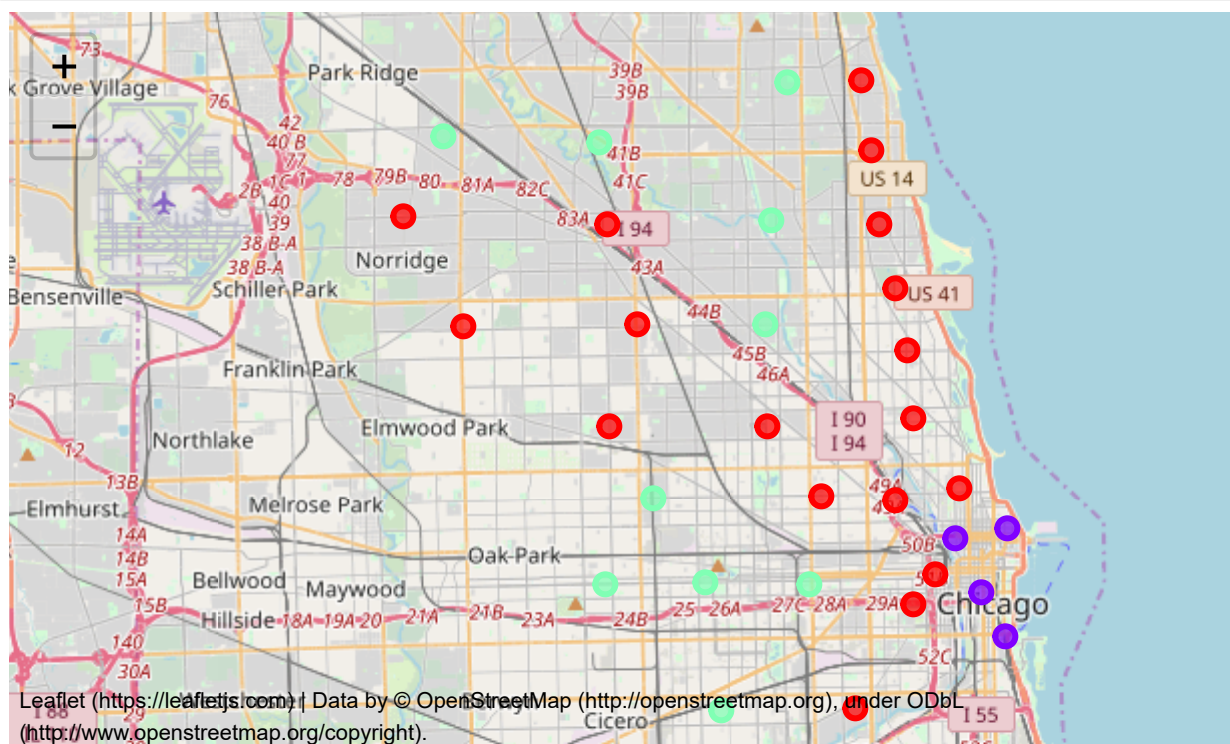 +
−
73
k Grove Village
Park Ridge
39B
39B
76
42
40 B
77
1C 1
78
79B
80
81A
82C
41B
41C
2B
40
39
38 B-A
38 B-A
83A
I 94
US 14
Norridge
43A
Schiller Park
Bensenville
US 41
44B
45B
46A
Franklin Park
Elmwood Park
I 90
I 94
Northlake
12
13B
49A
Elmhurst
Melrose Park
14A
14B
15A
15B
50B
Oak Park
Bellwood
Maywood
Hillside
18A
19A
20
21A
21B
23A
24B
25
26A
27C
28A
29A
Chicago
140
30A
52C
Leaflet (https://leafletjs.com) | Data by © OpenStreetMap (http://openstreetmap.org), under ODbL
(http://www.openstreetmap.org/copyright).
I 88
29
Cicero
I 55